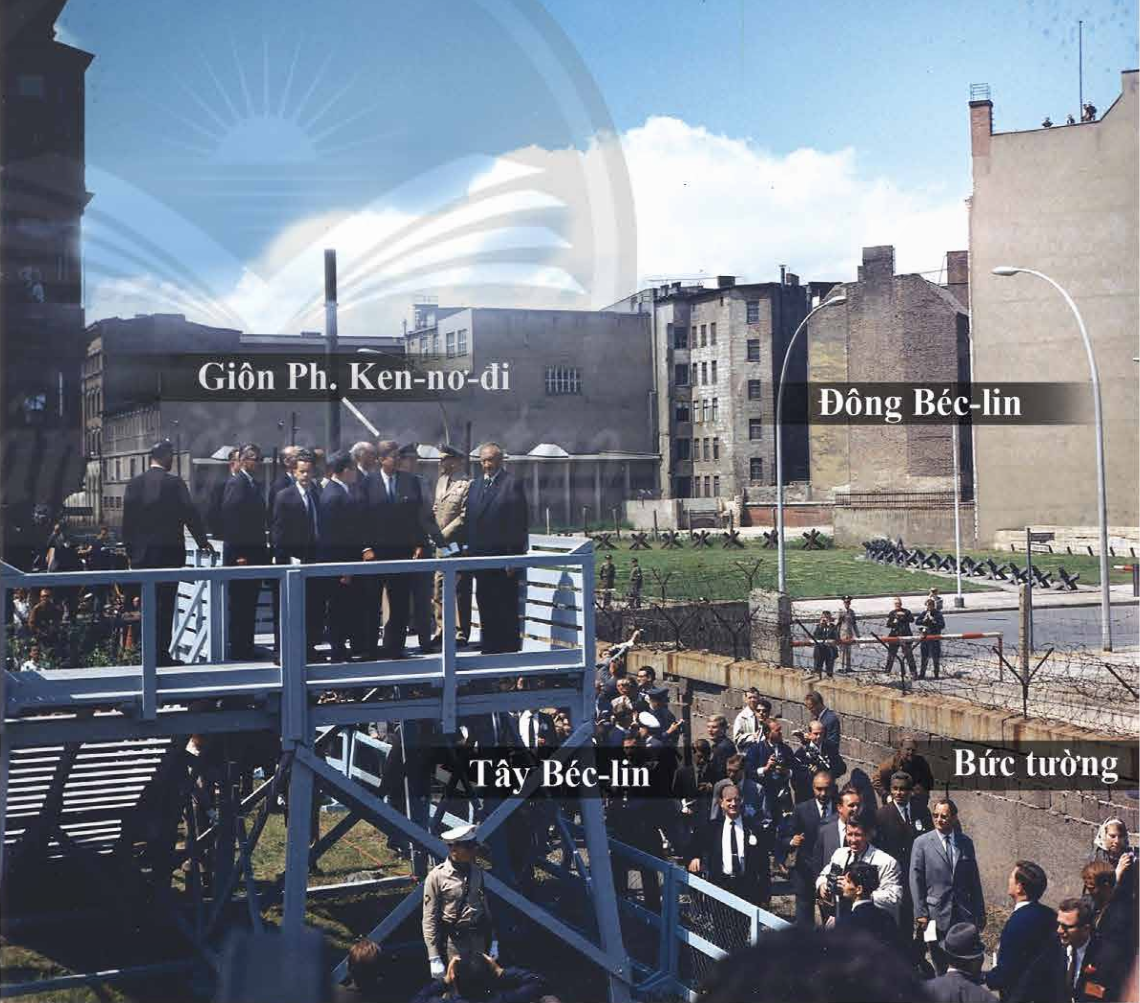 Giôn Ph. Ken-nơ-đi
Đông Béc-lin
Tây Béc-lin
Bức tường